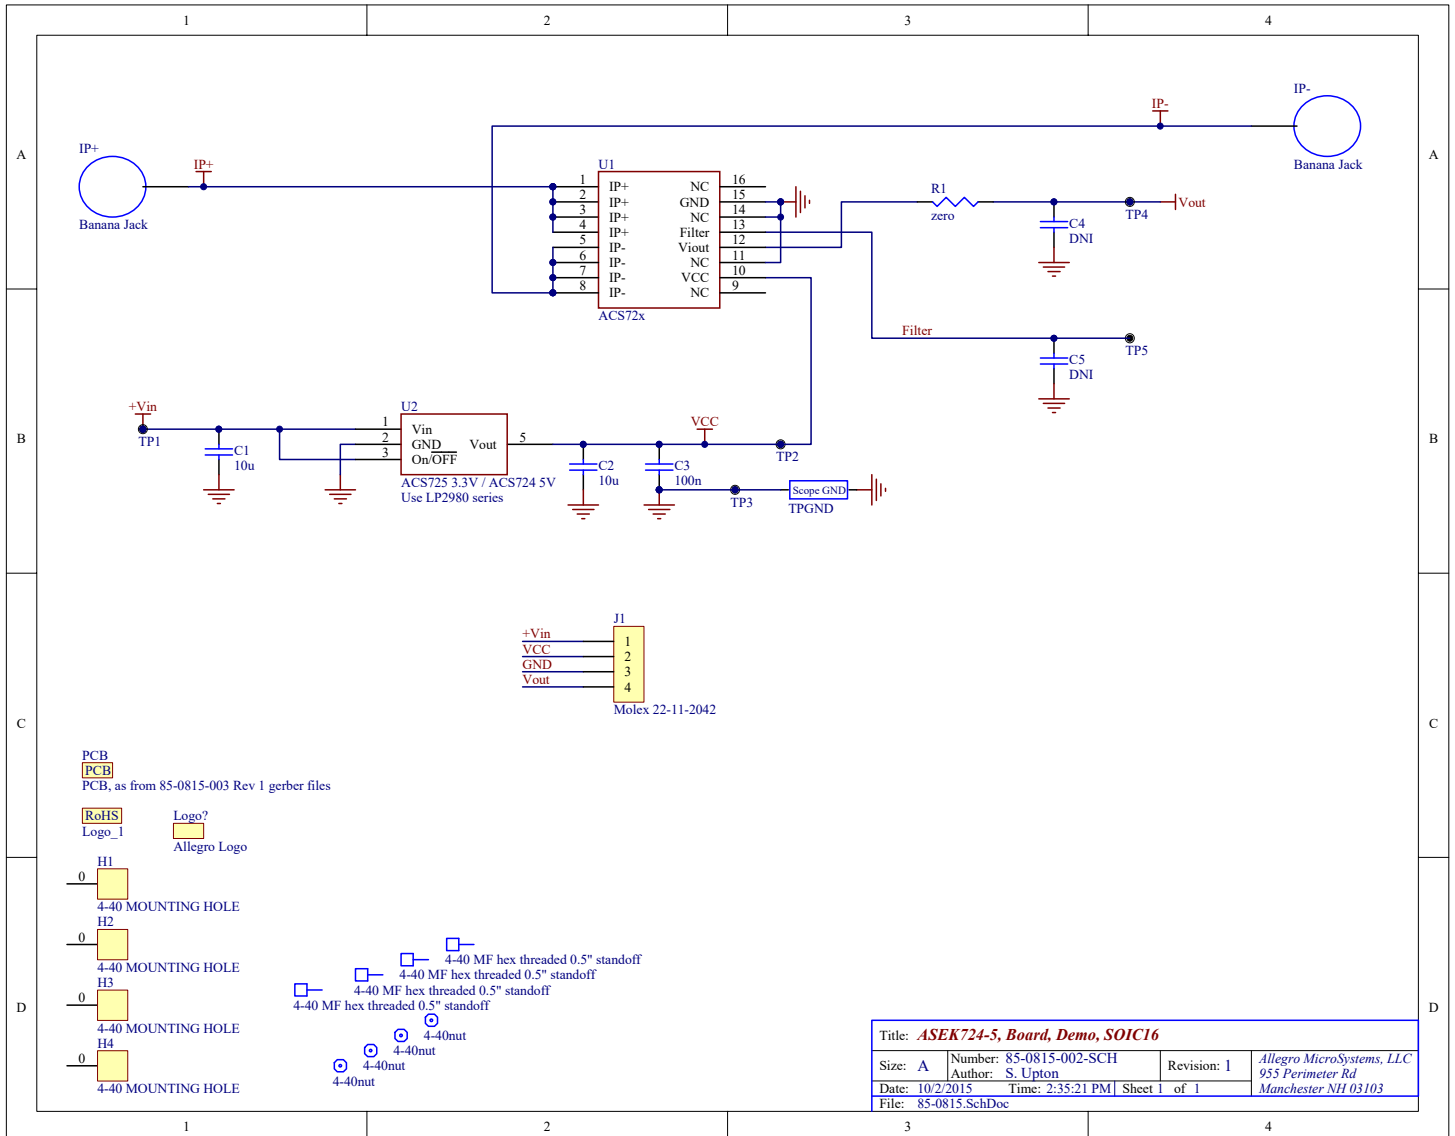 1 2 3 4
A
A
IP+
Banana Jack
IP+
IP-
IP-
Banana Jack
U1
1 IP+ NC 16
2 IP+ GND 15
3 IP+ NC 14
4 IP+ Filter 13
5 IP- Viout 12
6 IP- NC 11
7 IP- VCC 10
8 IP- NC 9
ACS72x
R1
zero
C4
DNI
TP4
Vout
Filter
C5
DNI
TP5
B
B
+Vin
TP1
C1
10u
U2
1 Vin
2 GND Vout 5
3 On/OFF
ACS725 3.3V / ACS724 5V
Use LP2980 series
C2
10u
C3
100n
VCC
TP2
TP3
Scope GND
TPGND
C
C
J1
+Vin 1
VCC 2
GND 3
Vout 4
Molex 22-11-2042
PCB
PCB
PCB, as from 85-0815-003 Rev 1 gerber files
RoHS
Logo_1
Logo?
Allegro Logo
D
D
H1
0
4-40 MOUNTING HOLE
H2
0
4-40 MOUNTING HOLE
H3
0
4-40 MOUNTING HOLE
H4
0
4-40 MOUNTING HOLE
4-40 MF hex threaded 0.5" standoff
4-40 MF hex threaded 0.5" standoff
4-40 MF hex threaded 0.5" standoff
4-40 MF hex threaded 0.5" standoff
4-40nut
4-40nut
4-40nut
4-40nut
Title: ASEK724-5, Board, Demo, SOIC16
Size: A
Number: 85-0815-002-SCH
Author: S. Upton
Revision: 1
Allegro MicroSystems, LLC
955 Perimeter Rd
Manchester NH 03103
Date: 10/2/2015 Time: 2:35:21 PM Sheet 1 of 1
File: 85-0815.SchDoc
1 2 3 4